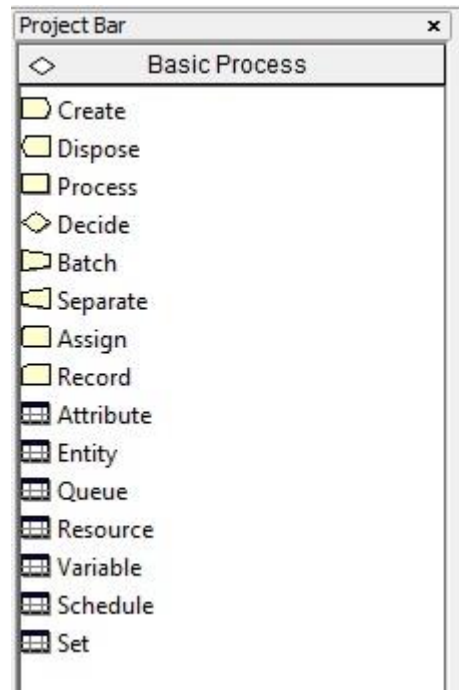 Project Bar
Basic Process
Create
Dispose
Process
Decide
Batch
Separate
Assign
Record
Attribute
Entity
Queue
Resource
Variable
Schedule
Set